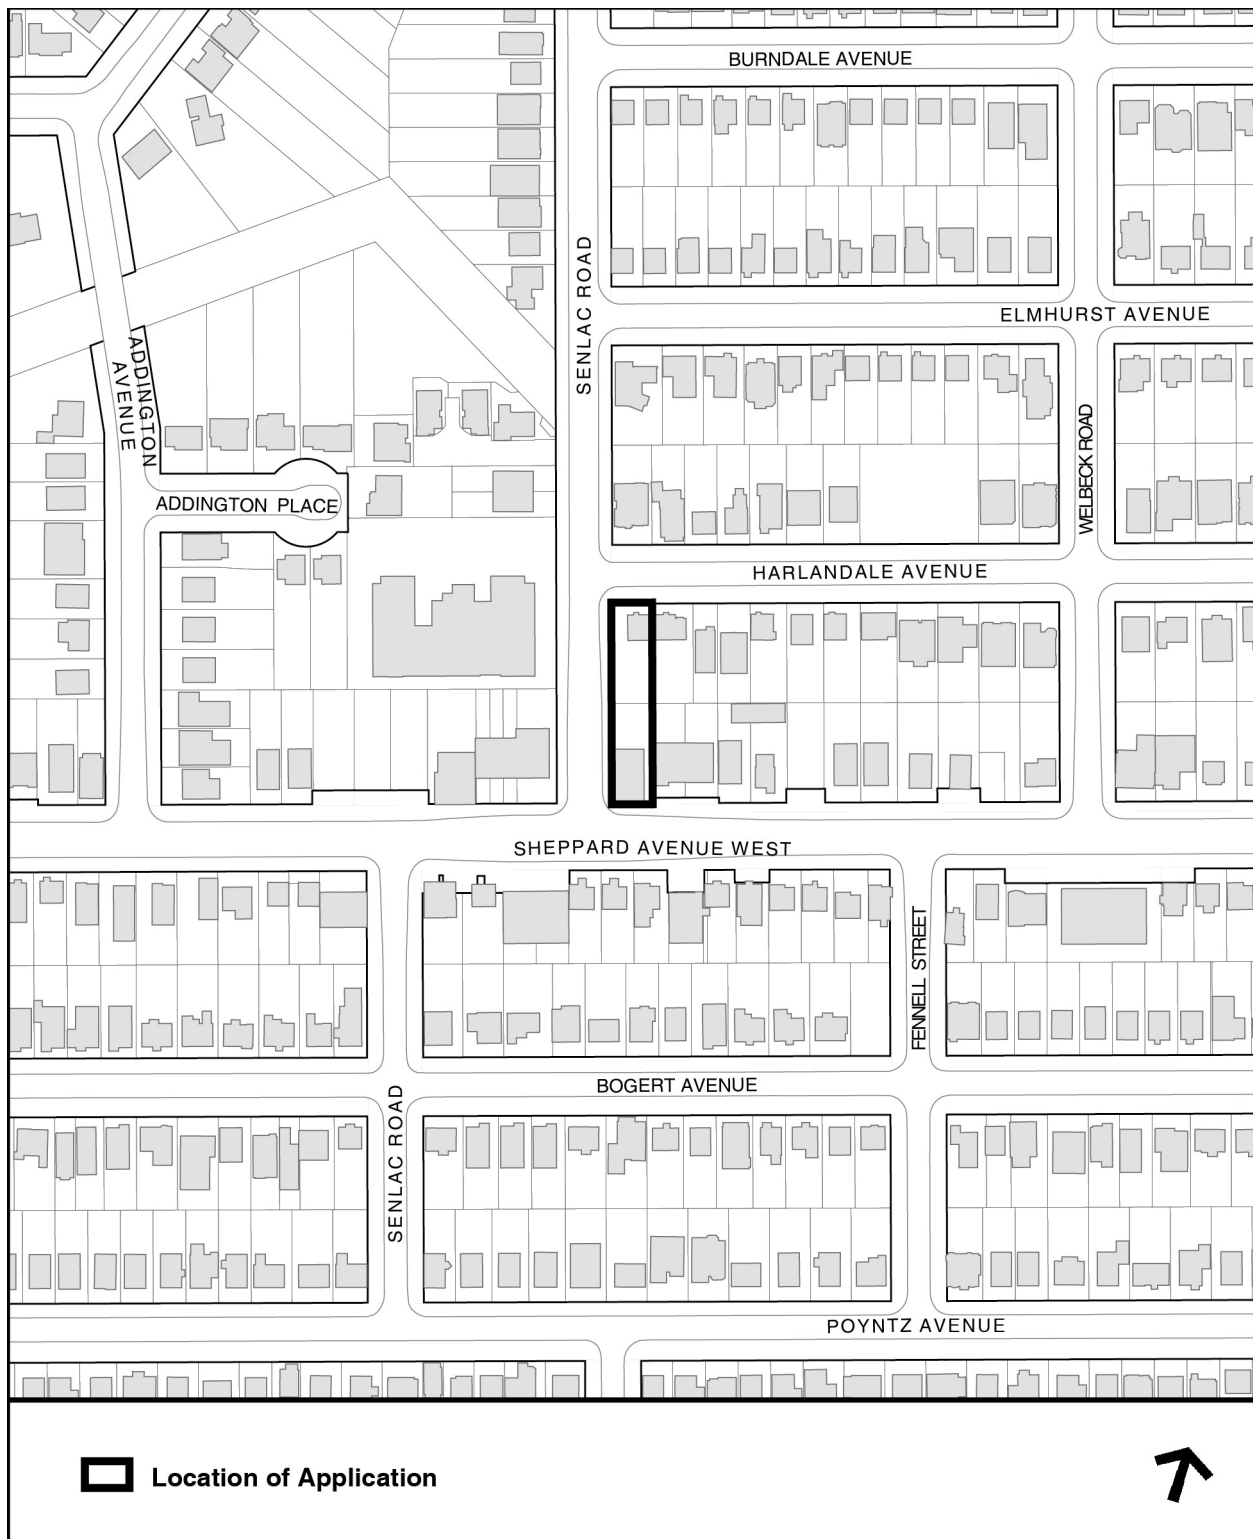 BURNDALE AVENUE
SENLAC ROAD
ELMHURST AVENUE
ADDINGTON
AVENUE
WELBECK ROAD
ADDINGTON PLACE
HARLANDALE AVENUE
SHEPPARD AVENUE WEST
FENNELL STREET
BOGERT AVENUE
SENLAC ROAD
POYNTZ AVENUE
Location of Application